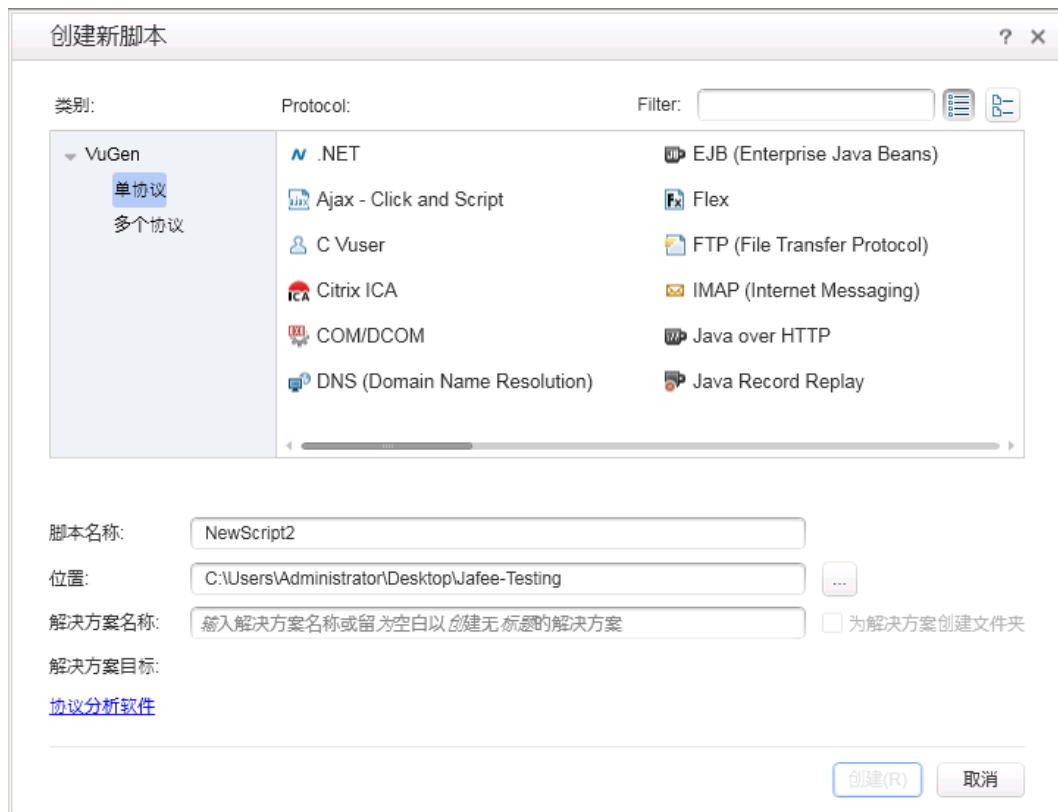 创建新脚本
类别: Protocol: Filter:
VuGen
单协议
多个协议
.NET EJB (Enterprise Java Beans)
Ajax - Click and Script Flex
C Vuser FTP (File Transfer Protocol)
Citrix ICA IMAP (Internet Messaging)
COM/DCOM Java over HTTP
DNS (Domain Name Resolution) Java Record Replay
脚本名称: NewScript2
位置: C:\Users\Administrator\Desktop\Jafee-Testing ...
解决方案名称: 输入解决方案名称或留为空白以创建无标题的解决方案 为解决方案创建文件夹
解决方案目标:
协议分析软件
创建(R) 取消